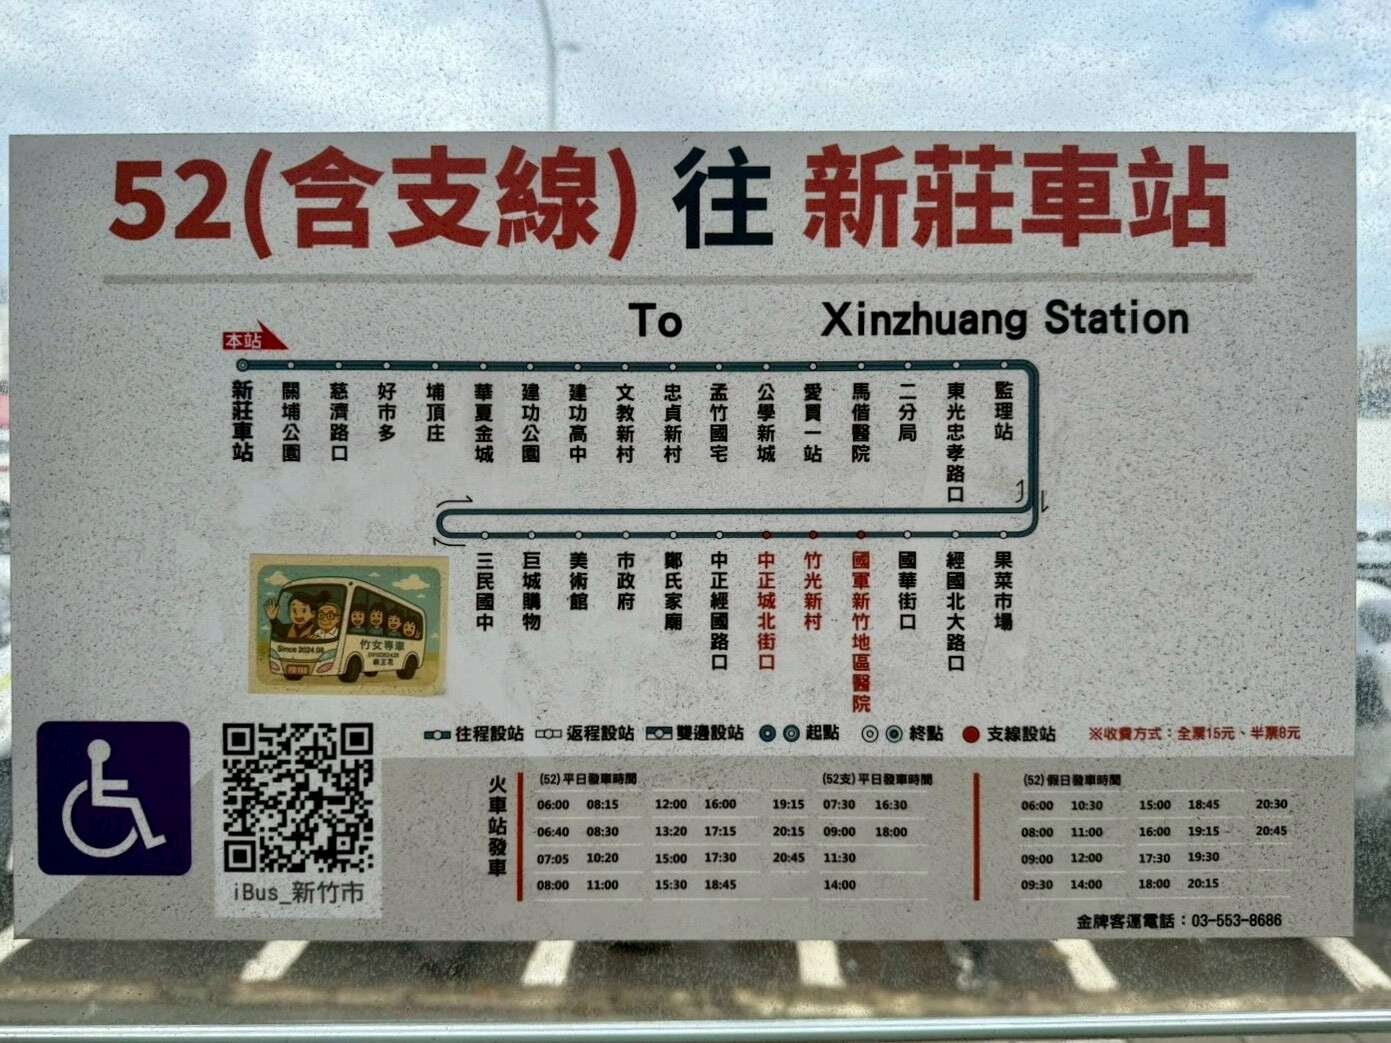 52(含支線) 往 新莊車站
To Xinzhuang Station
本站
新莊車站
關埔公園
慈濟路口
好市多
埔頂庄
華夏金城
建功公園
建功高中
文教新村
忠貞新村
孟竹國宅
公學新城
愛買一站
馬偕醫院
二分局
東光忠孝路口
監理站
三民國中
巨城購物
美術館
市政府
鄭氏家廟
中正經國路口
中正城北街口
竹光新村
國軍新竹地區醫院
國華街口
經國北大路口
果菜市場
Since 2024.08
竹女專車
往程設站 返程設站 雙邊設站 起點 終點 支線設站 ※收費方式：全票15元、半票8元
iBus_新竹市
火車站發車
(52)平日發車時間 (52支)平日發車時間 (52)假日發車時間
06:00 08:15 12:00 16:00 19:15 07:30 16:30 06:00 10:30 15:00 18:45 20:30
06:40 08:30 13:20 17:15 20:15 09:00 18:00 08:00 11:00 16:00 19:15 20:45
07:05 10:20 15:00 17:30 20:45 11:30 09:00 12:00 17:30 19:30
08:00 11:00 15:30 18:45 14:00 09:30 14:00 18:00 20:15
金牌客運電話：03-553-8686